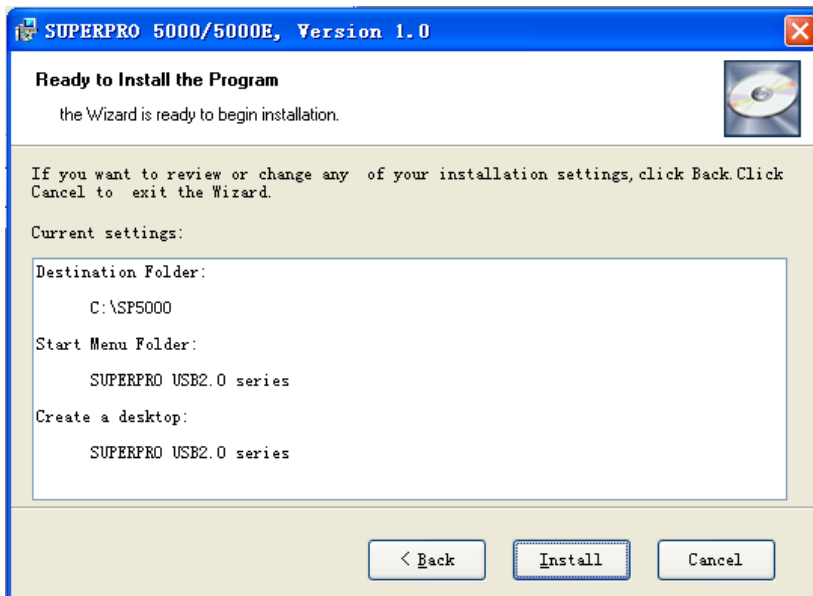 SUPERPRO 5000/5000E, Version 1.0
Ready to Install the Program
the Wizard is ready to begin installation.
If you want to review or change any of your installation settings,click Back.Click
Cancel to exit the Wizard.
Current settings:
Destination Folder:
C:\SP5000
Start Menu Folder:
SUPERPRO USB2.0 series
Create a desktop:
SUPERPRO USB2.0 series
< Back
Install
Cancel